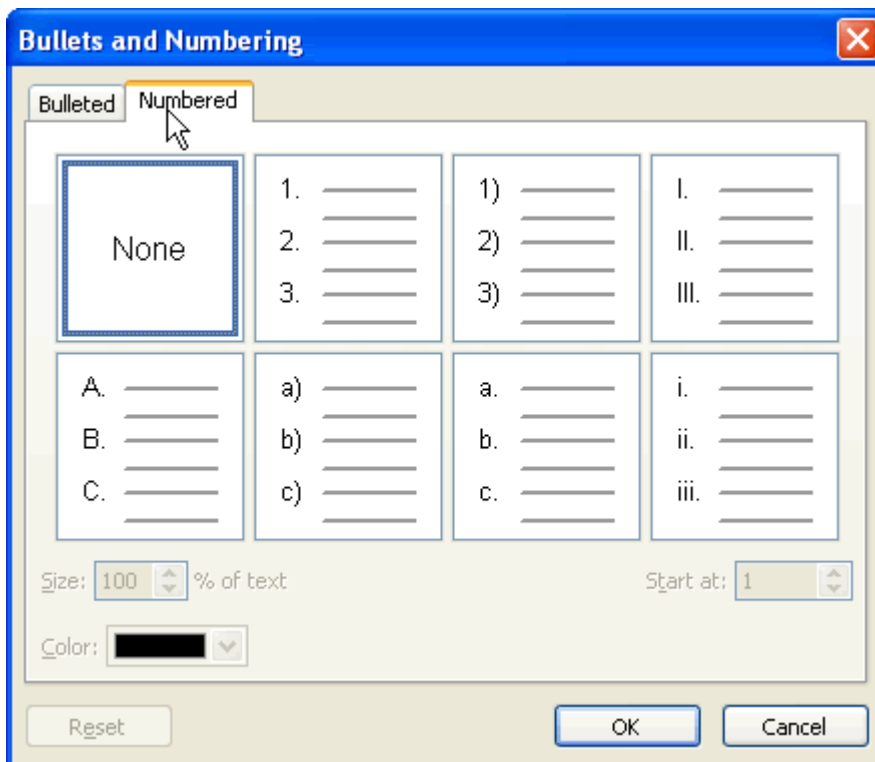 Bullets and Numbering
Bulleted Numbered
None
1.
2.
3.
1)
2)
3)
I.
II.
III.
A.
B.
C.
a)
b)
c)
a.
b.
c.
i.
ii.
iii.
Size: 100 % of text Start at: 1
Color:
Reset OK Cancel